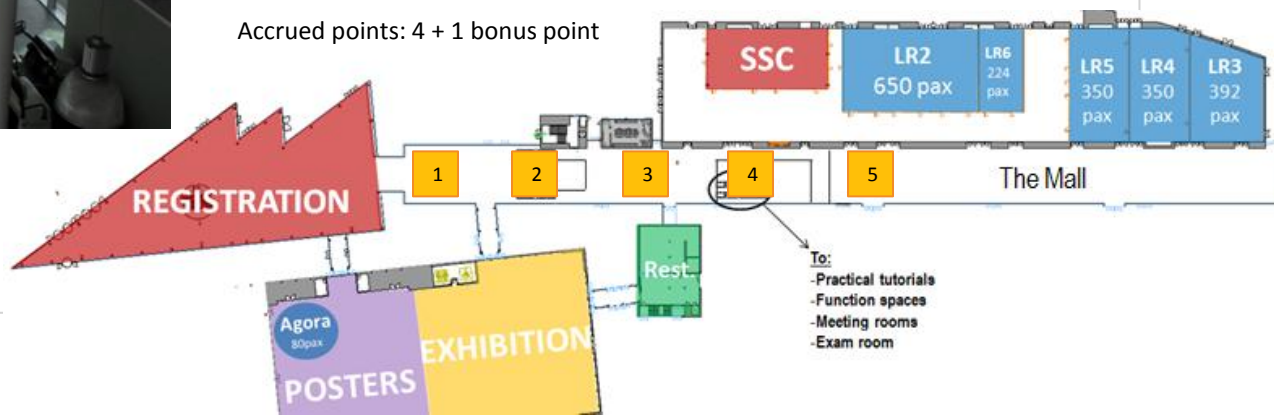 Accrued points: 4 + 1 bonus point
SSC
LR2
650 pax
LR6
224
pax
LR5
350
pax
LR4
350
pax
LR3
392
pax
REGISTRATION
1
2
3
4
5
The Mall
Rest.
To:
-Practical tutorials
-Function spaces
-Meeting rooms
-Exam room
Agora
80pax
EXHIBITION
POSTERS